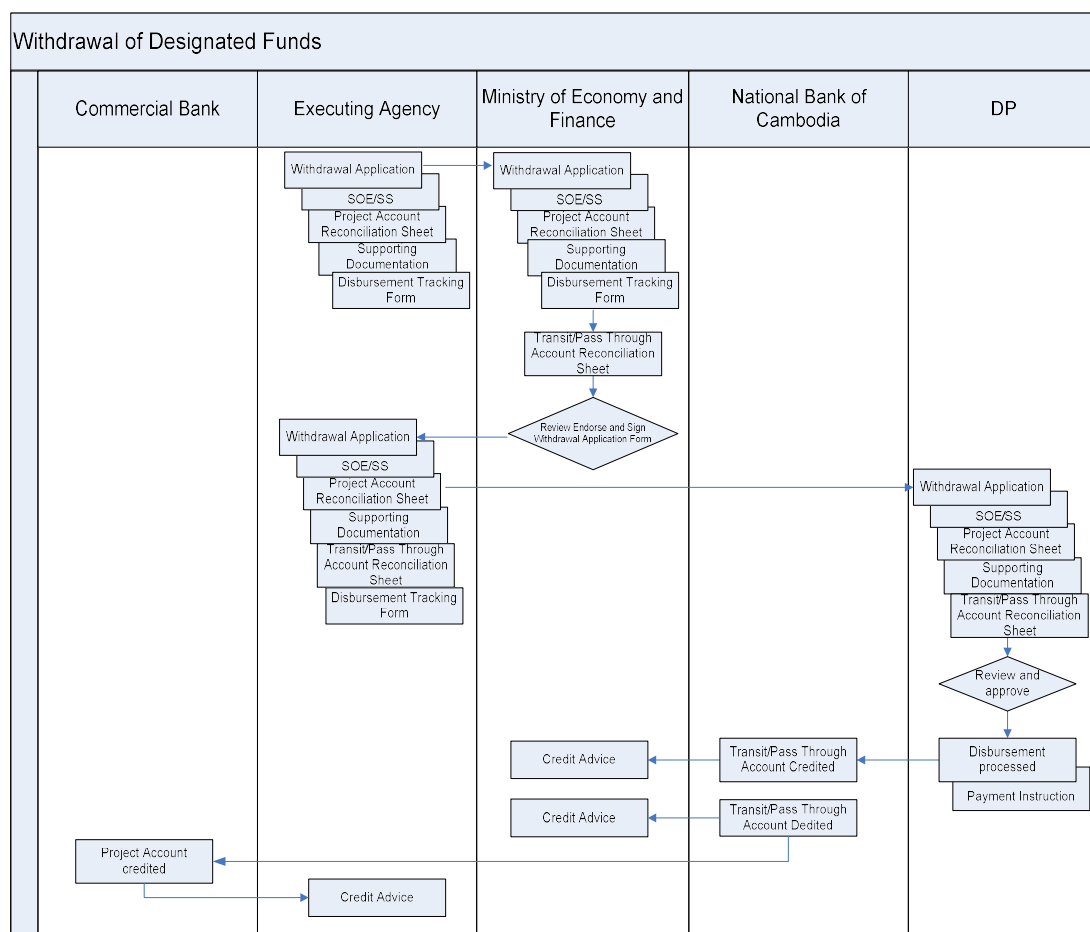 Withdrawal of Designated Funds
Commercial Bank
Executing Agency
Ministry of Economy and
Finance
National Bank of
Cambodia
DP
Withdrawal Application
SOE/SS
Project Account
Reconciliation Sheet
Supporting
Documentation
Disbursement Tracking
Form
Withdrawal Application
SOE/SS
Project Account
Reconciliation Sheet
Supporting
Documentation
Disbursement Tracking
Form
Transit/Pass Through
Account Reconciliation
Sheet
Review Endorse and Sign
Withdrawal Application Form
Withdrawal Application
SOE/SS
Project Account
Reconciliation Sheet
Supporting
Documentation
Transit/Pass Through
Account Reconciliation
Sheet
Disbursement Tracking
Form
Withdrawal Application
SOE/SS
Project Account
Reconciliation Sheet
Supporting
Documentation
Transit/Pass Through
Account Reconciliation
Sheet
Review and
approve
Disbursement
processed
Payment Instruction
Transit/Pass Through
Account Credited
Credit Advice
Transit/Pass Through
Account Dedited
Credit Advice
Project Account
credited
Credit Advice